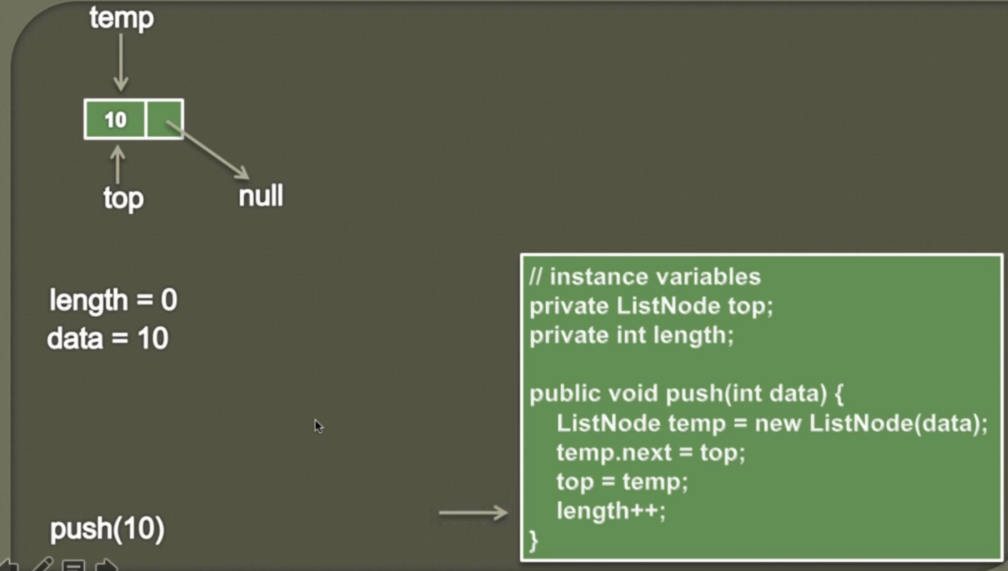 temp
10
top
null
length = 0
data = 10
push(10)
// instance variables
private ListNode top;
private int length;
public void push(int data) {
ListNode temp = new ListNode(data);
temp.next = top;
top = temp;
length++;
}